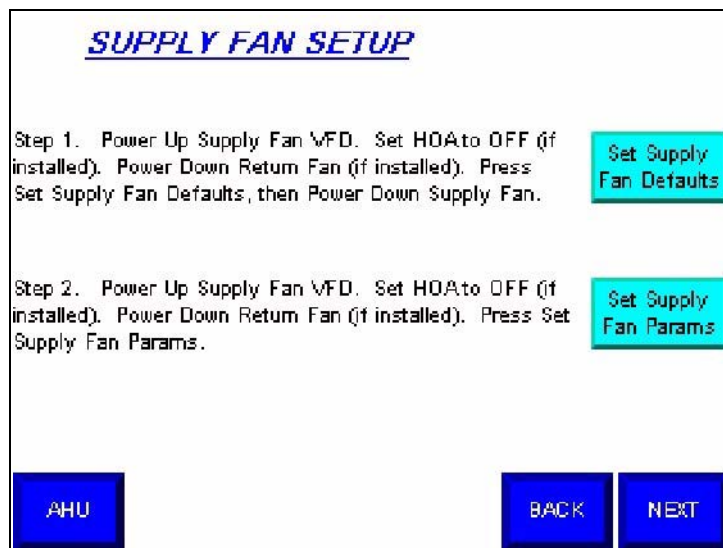 SUPPLY FAN SETUP
Step 1. Power Up Supply Fan VFD. Set HOA to OFF (if
installed). Power Down Return Fan (if installed). Press
Set Supply Fan Defaults, then Power Down Supply Fan.
Set Supply
Fan Defaults
Step 2. Power Up Supply Fan VFD. Set HOA to OFF (if
installed). Power Down Return Fan (if installed). Press Set
Supply Fan Params.
Set Supply
Fan Params
AHU
BACK
NEXT